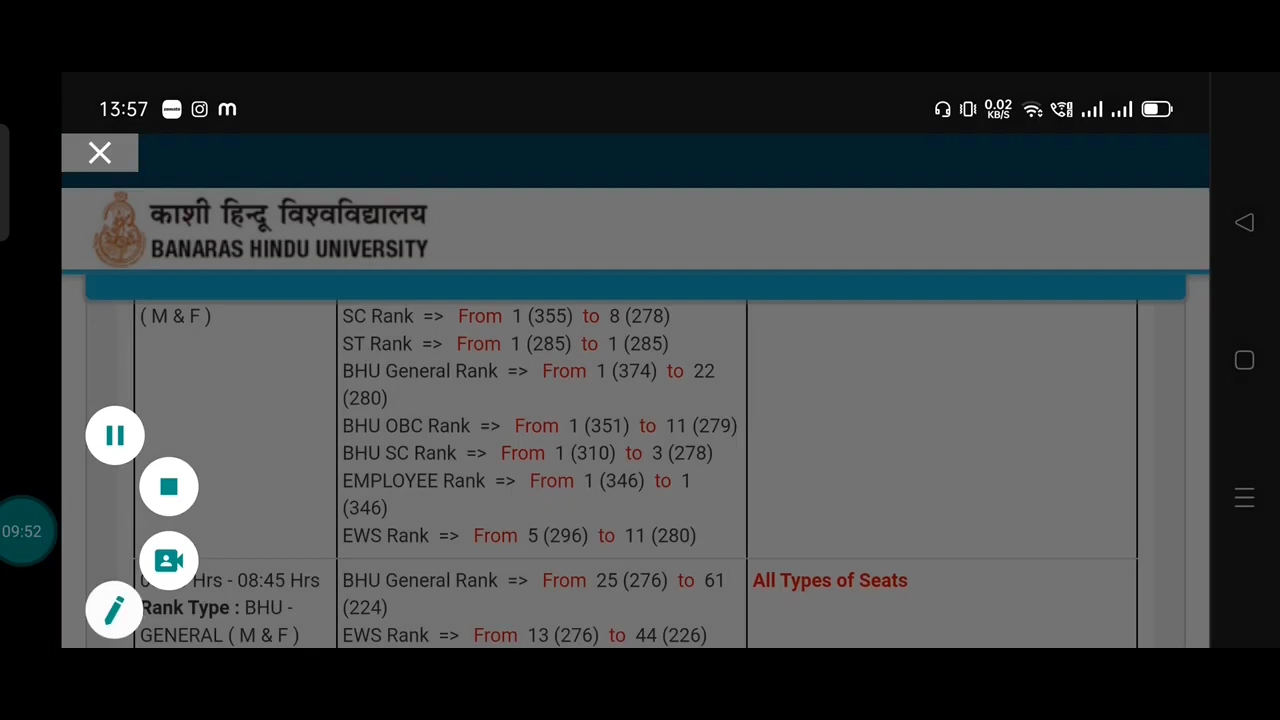 13:57
0.02
KB/S
काशी हिन्दू विश्वविद्यालय
BANARAS HINDU UNIVERSITY
( M & F )
SC Rank => From 1 (355) to 8 (278)
ST Rank => From 1 (285) to 1 (285)
BHU General Rank => From 1 (374) to 22
(280)
BHU OBC Rank => From 1 (351) to 11 (279)
BHU SC Rank => From 1 (310) to 3 (278)
EMPLOYEE Rank => From 1 (346) to 1
(346)
EWS Rank => From 5 (296) to 11 (280)
09:52
Hrs - 08:45 Hrs
Rank Type : BHU -
GENERAL ( M & F )
BHU General Rank => From 25 (276) to 61
(224)
EWS Rank => From 13 (276) to 44 (226)
All Types of Seats